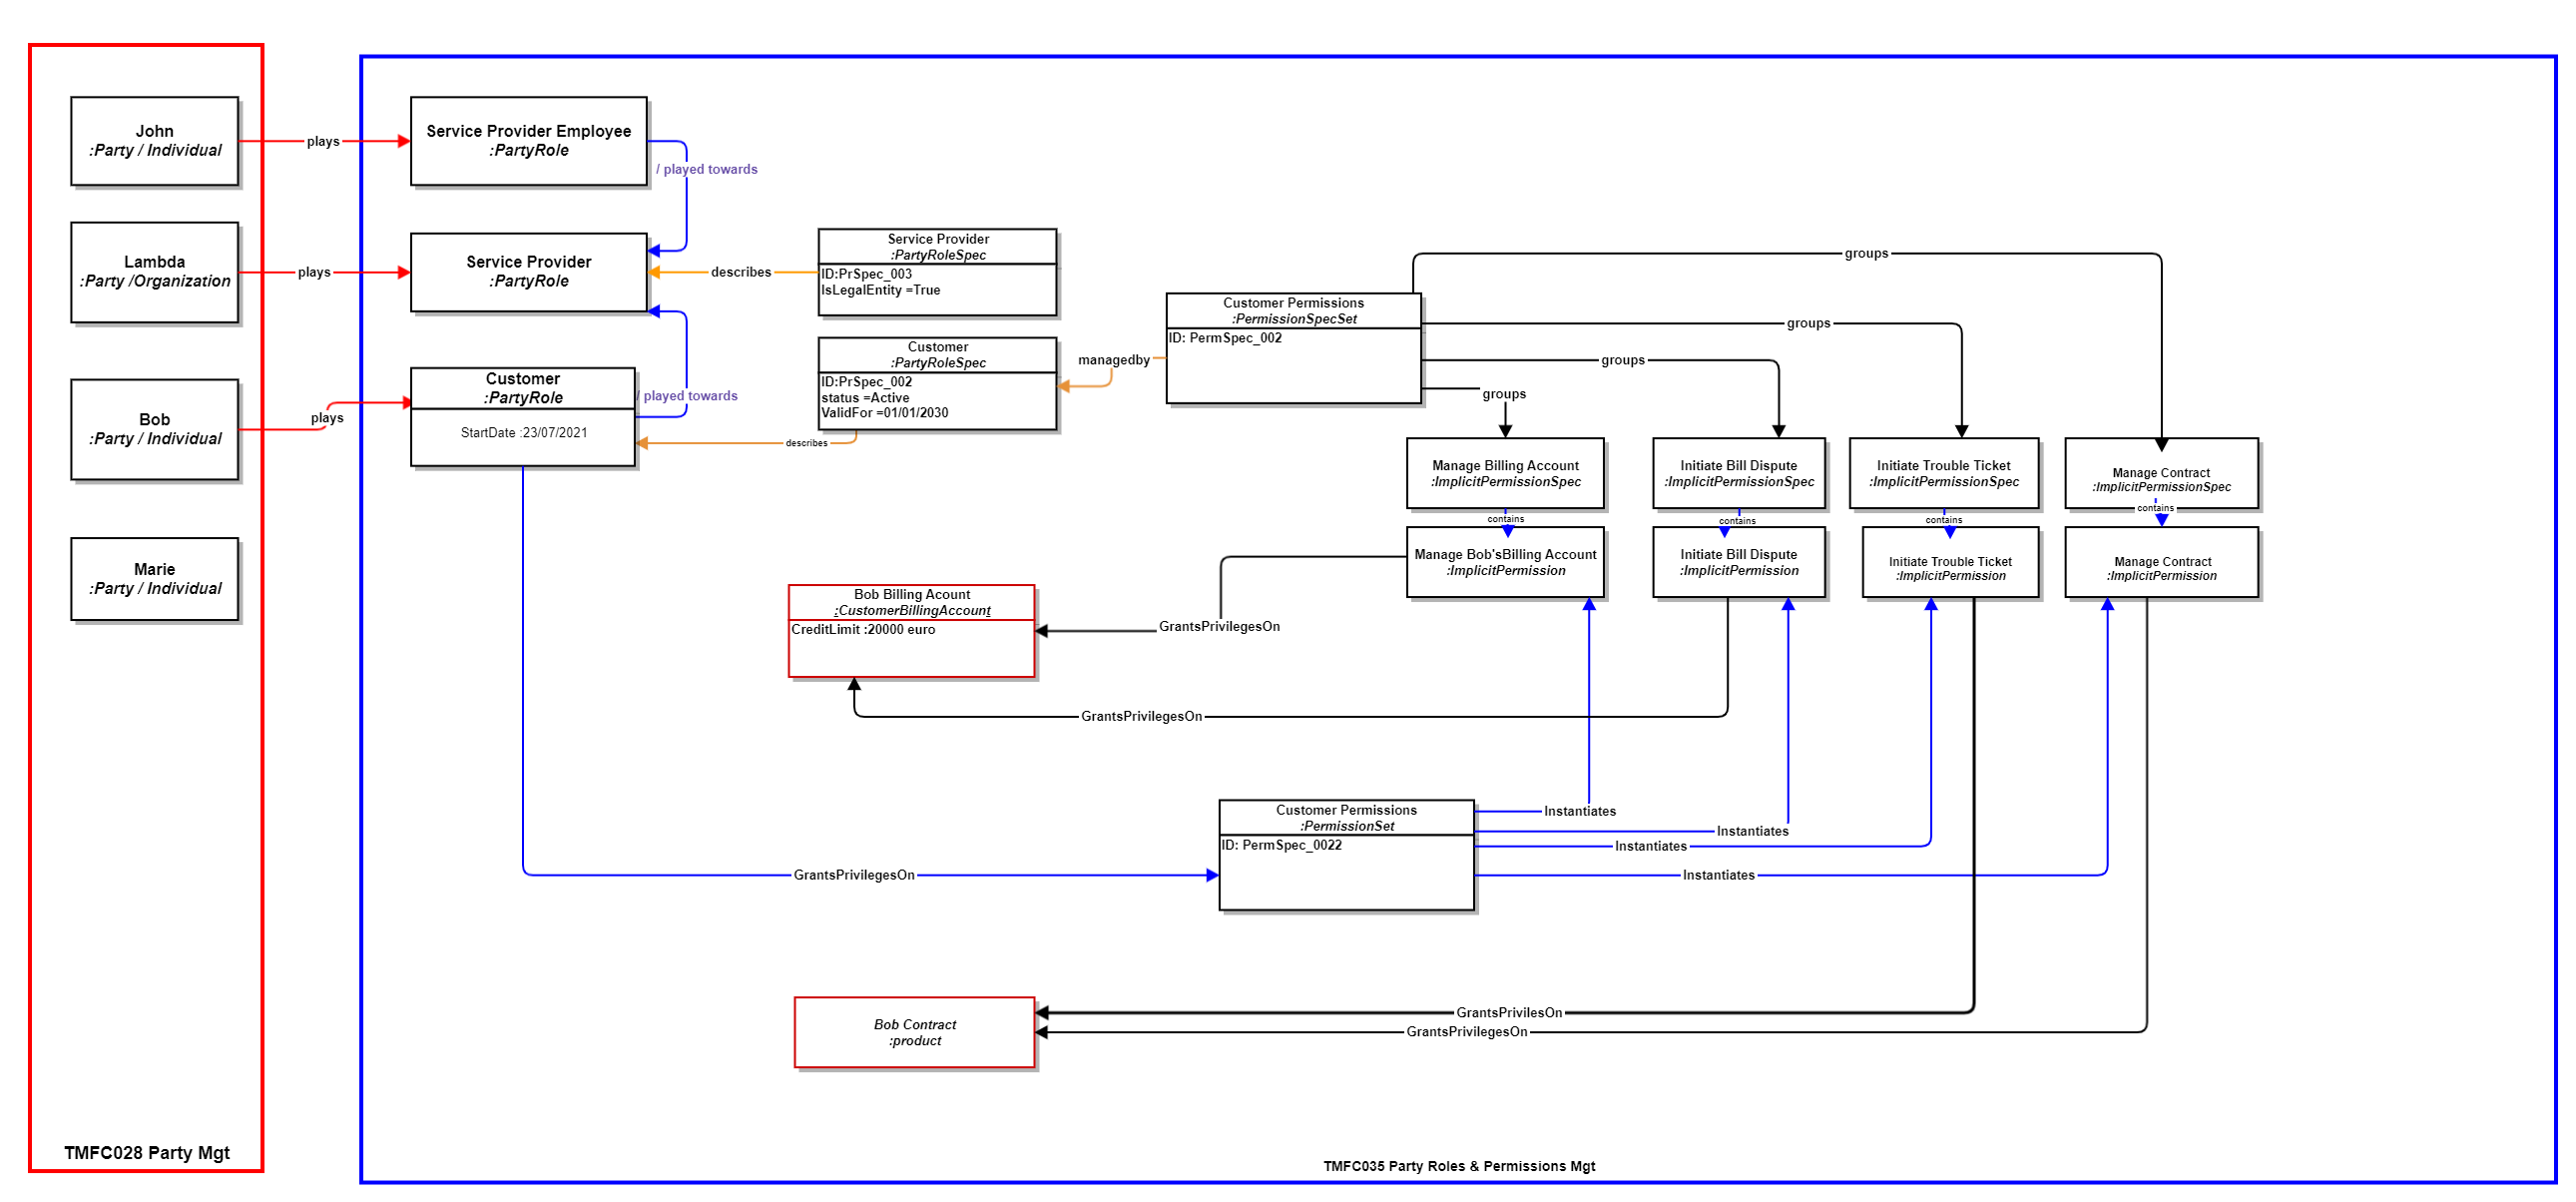 John
:Party / Individual
plays
Service Provider Employee
:PartyRole
/ played towards
Lambda
:Party /Organization
plays
Service Provider
:PartyRole
describes
Service Provider
:PartyRoleSpec
ID:PrSpec_003
IsLegalEntity =True
groups
Customer Permissions
:PermissionSpecSet
ID: PermSpec_002
groups
groups
groups
managedby
Customer
:PartyRoleSpec
ID:PrSpec_002
status =Active
ValidFor =01/01/2030
Bob
:Party / Individual
plays
Customer
:PartyRole
StartDate :23/07/2021
/ played towards
describes
Manage Billing Account
:ImplicitPermissionSpec
Initiate Bill Dispute
:ImplicitPermissionSpec
Initiate Trouble Ticket
:ImplicitPermissionSpec
Manage Contract
:ImplicitPermissionSpec
contains
contains
contains
contains
Manage Bob'sBilling Account
:ImplicitPermission
Initiate Bill Dispute
:ImplicitPermission
Initiate Trouble Ticket
:ImplicitPermission
Manage Contract
:ImplicitPermission
Marie
:Party / Individual
Bob Billing Acount
:CustomerBillingAccount
CreditLimit :20000 euro
GrantsPrivilegesOn
GrantsPrivilegesOn
Customer Permissions
:PermissionSet
ID: PermSpec_0022
Instantiates
Instantiates
Instantiates
Instantiates
GrantsPrivilegesOn
Bob Contract
:product
GrantsPrivilesOn
GrantsPrivilegesOn
TMFC028 Party Mgt
TMFC035 Party Roles & Permissions Mgt